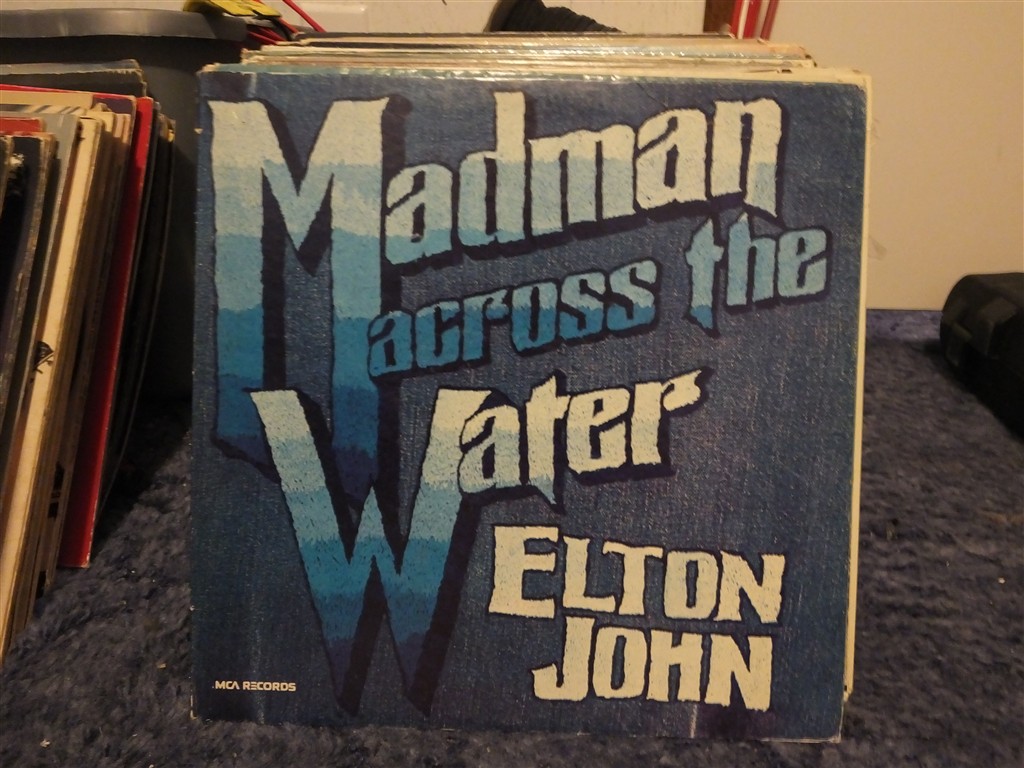 Madman
across the
Water
ELTON
JOHN
MCA RECORDS